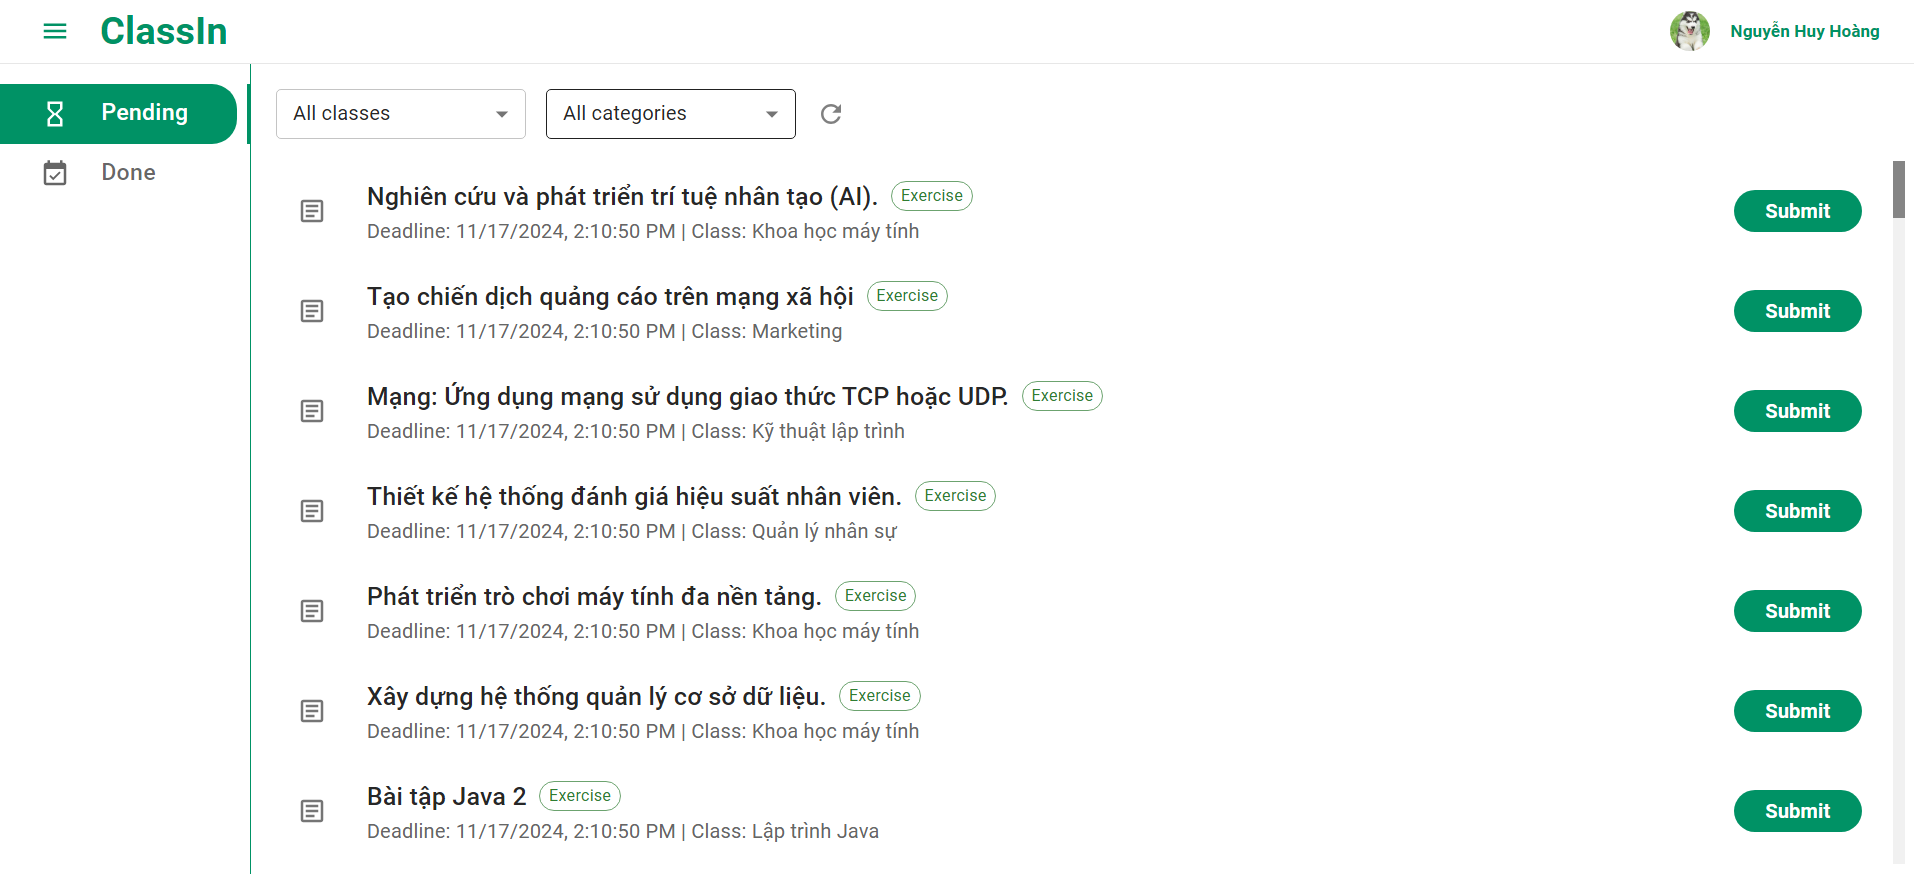 ClassIn
Nguyễn Huy Hoàng
Pending
Done
All classes
All categories
Nghiên cứu và phát triển trí tuệ nhân tạo (AI). Exercise
Deadline: 11/17/2024, 2:10:50 PM | Class: Khoa học máy tính
Submit
Tạo chiến dịch quảng cáo trên mạng xã hội Exercise
Deadline: 11/17/2024, 2:10:50 PM | Class: Marketing
Submit
Mạng: Ứng dụng mạng sử dụng giao thức TCP hoặc UDP. Exercise
Deadline: 11/17/2024, 2:10:50 PM | Class: Kỹ thuật lập trình
Submit
Thiết kế hệ thống đánh giá hiệu suất nhân viên. Exercise
Deadline: 11/17/2024, 2:10:50 PM | Class: Quản lý nhân sự
Submit
Phát triển trò chơi máy tính đa nền tảng. Exercise
Deadline: 11/17/2024, 2:10:50 PM | Class: Khoa học máy tính
Submit
Xây dựng hệ thống quản lý cơ sở dữ liệu. Exercise
Deadline: 11/17/2024, 2:10:50 PM | Class: Khoa học máy tính
Submit
Bài tập Java 2 Exercise
Deadline: 11/17/2024, 2:10:50 PM | Class: Lập trình Java
Submit